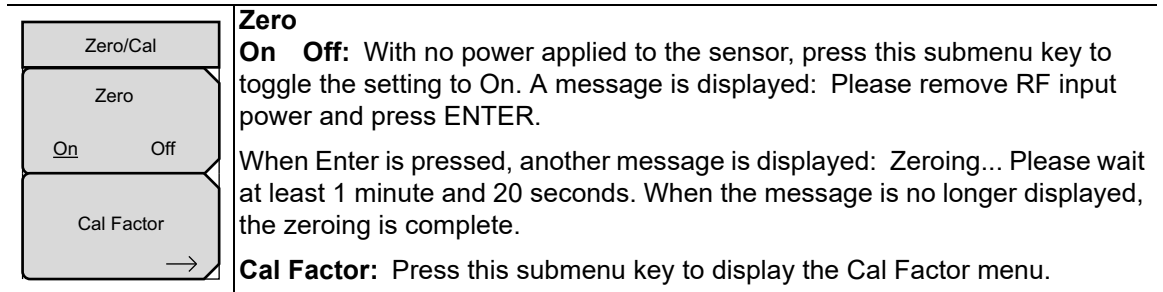 Zero/Cal
Zero
On Off
Cal Factor
Zero
On Off: With no power applied to the sensor, press this submenu key to
toggle the setting to On. A message is displayed: Please remove RF input
power and press ENTER.
When Enter is pressed, another message is displayed: Zeroing... Please wait
at least 1 minute and 20 seconds. When the message is no longer displayed,
the zeroing is complete.
Cal Factor: Press this submenu key to display the Cal Factor menu.